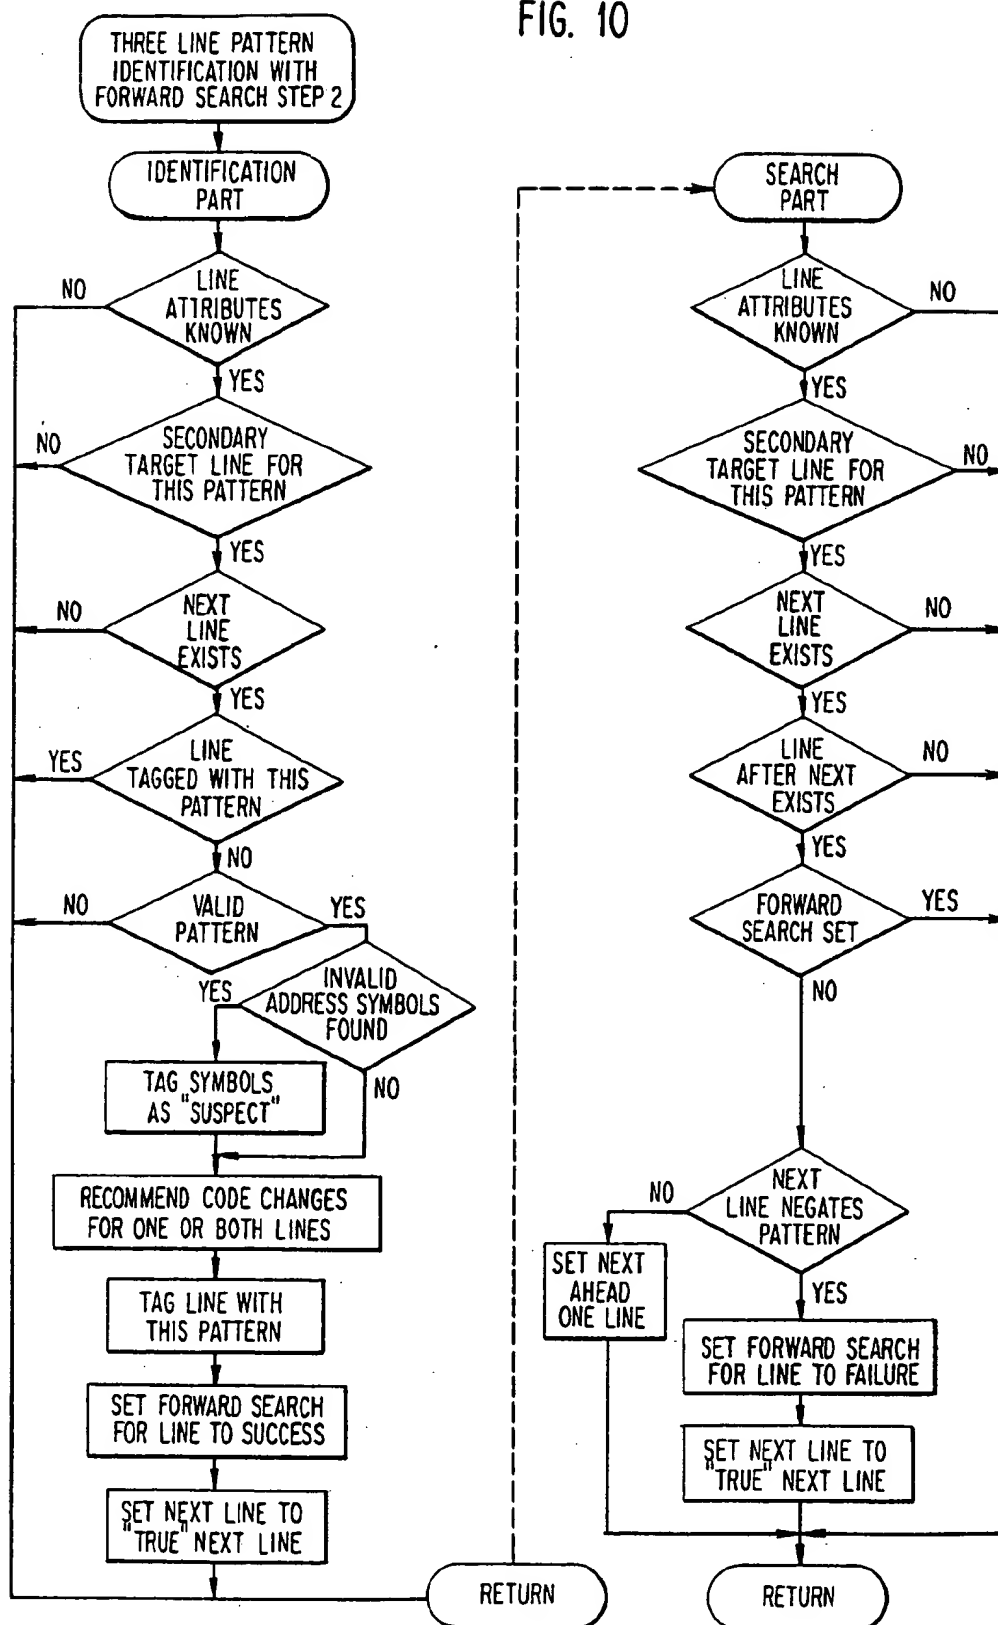 FIG. 10
THREE LINE PATTERN
IDENTIFICATION WITH
FORWARD SEARCH STEP 2
IDENTIFICATION
PART
LINE
ATTRIBUTES
KNOWN
NO
YES
SECONDARY
TARGET LINE FOR
THIS PATTERN
NO
YES
NEXT
LINE
EXISTS
NO
YES
LINE
TAGGED WITH THIS
PATTERN
YES
NO
VALID
PATTERN
NO
YES
INVALID
ADDRESS SYMBOLS
FOUND
YES
NO
TAG SYMBOLS
AS "SUSPECT"
RECOMMEND CODE CHANGES
FOR ONE OR BOTH LINES
TAG LINE WITH
THIS PATTERN
SET FORWARD SEARCH
FOR LINE TO SUCCESS
SET NEXT LINE TO
"TRUE" NEXT LINE
RETURN
SEARCH
PART
LINE
ATTRIBUTES
KNOWN
NO
YES
SECONDARY
TARGET LINE FOR
THIS PATTERN
NO
YES
NEXT
LINE
EXISTS
NO
YES
LINE
AFTER NEXT
EXISTS
NO
YES
FORWARD
SEARCH SET
YES
NO
NEXT
LINE NEGATES
PATTERN
NO
YES
SET NEXT
AHEAD
ONE LINE
SET FORWARD SEARCH
FOR LINE TO FAILURE
SET NEXT LINE TO
"TRUE" NEXT LINE
RETURN